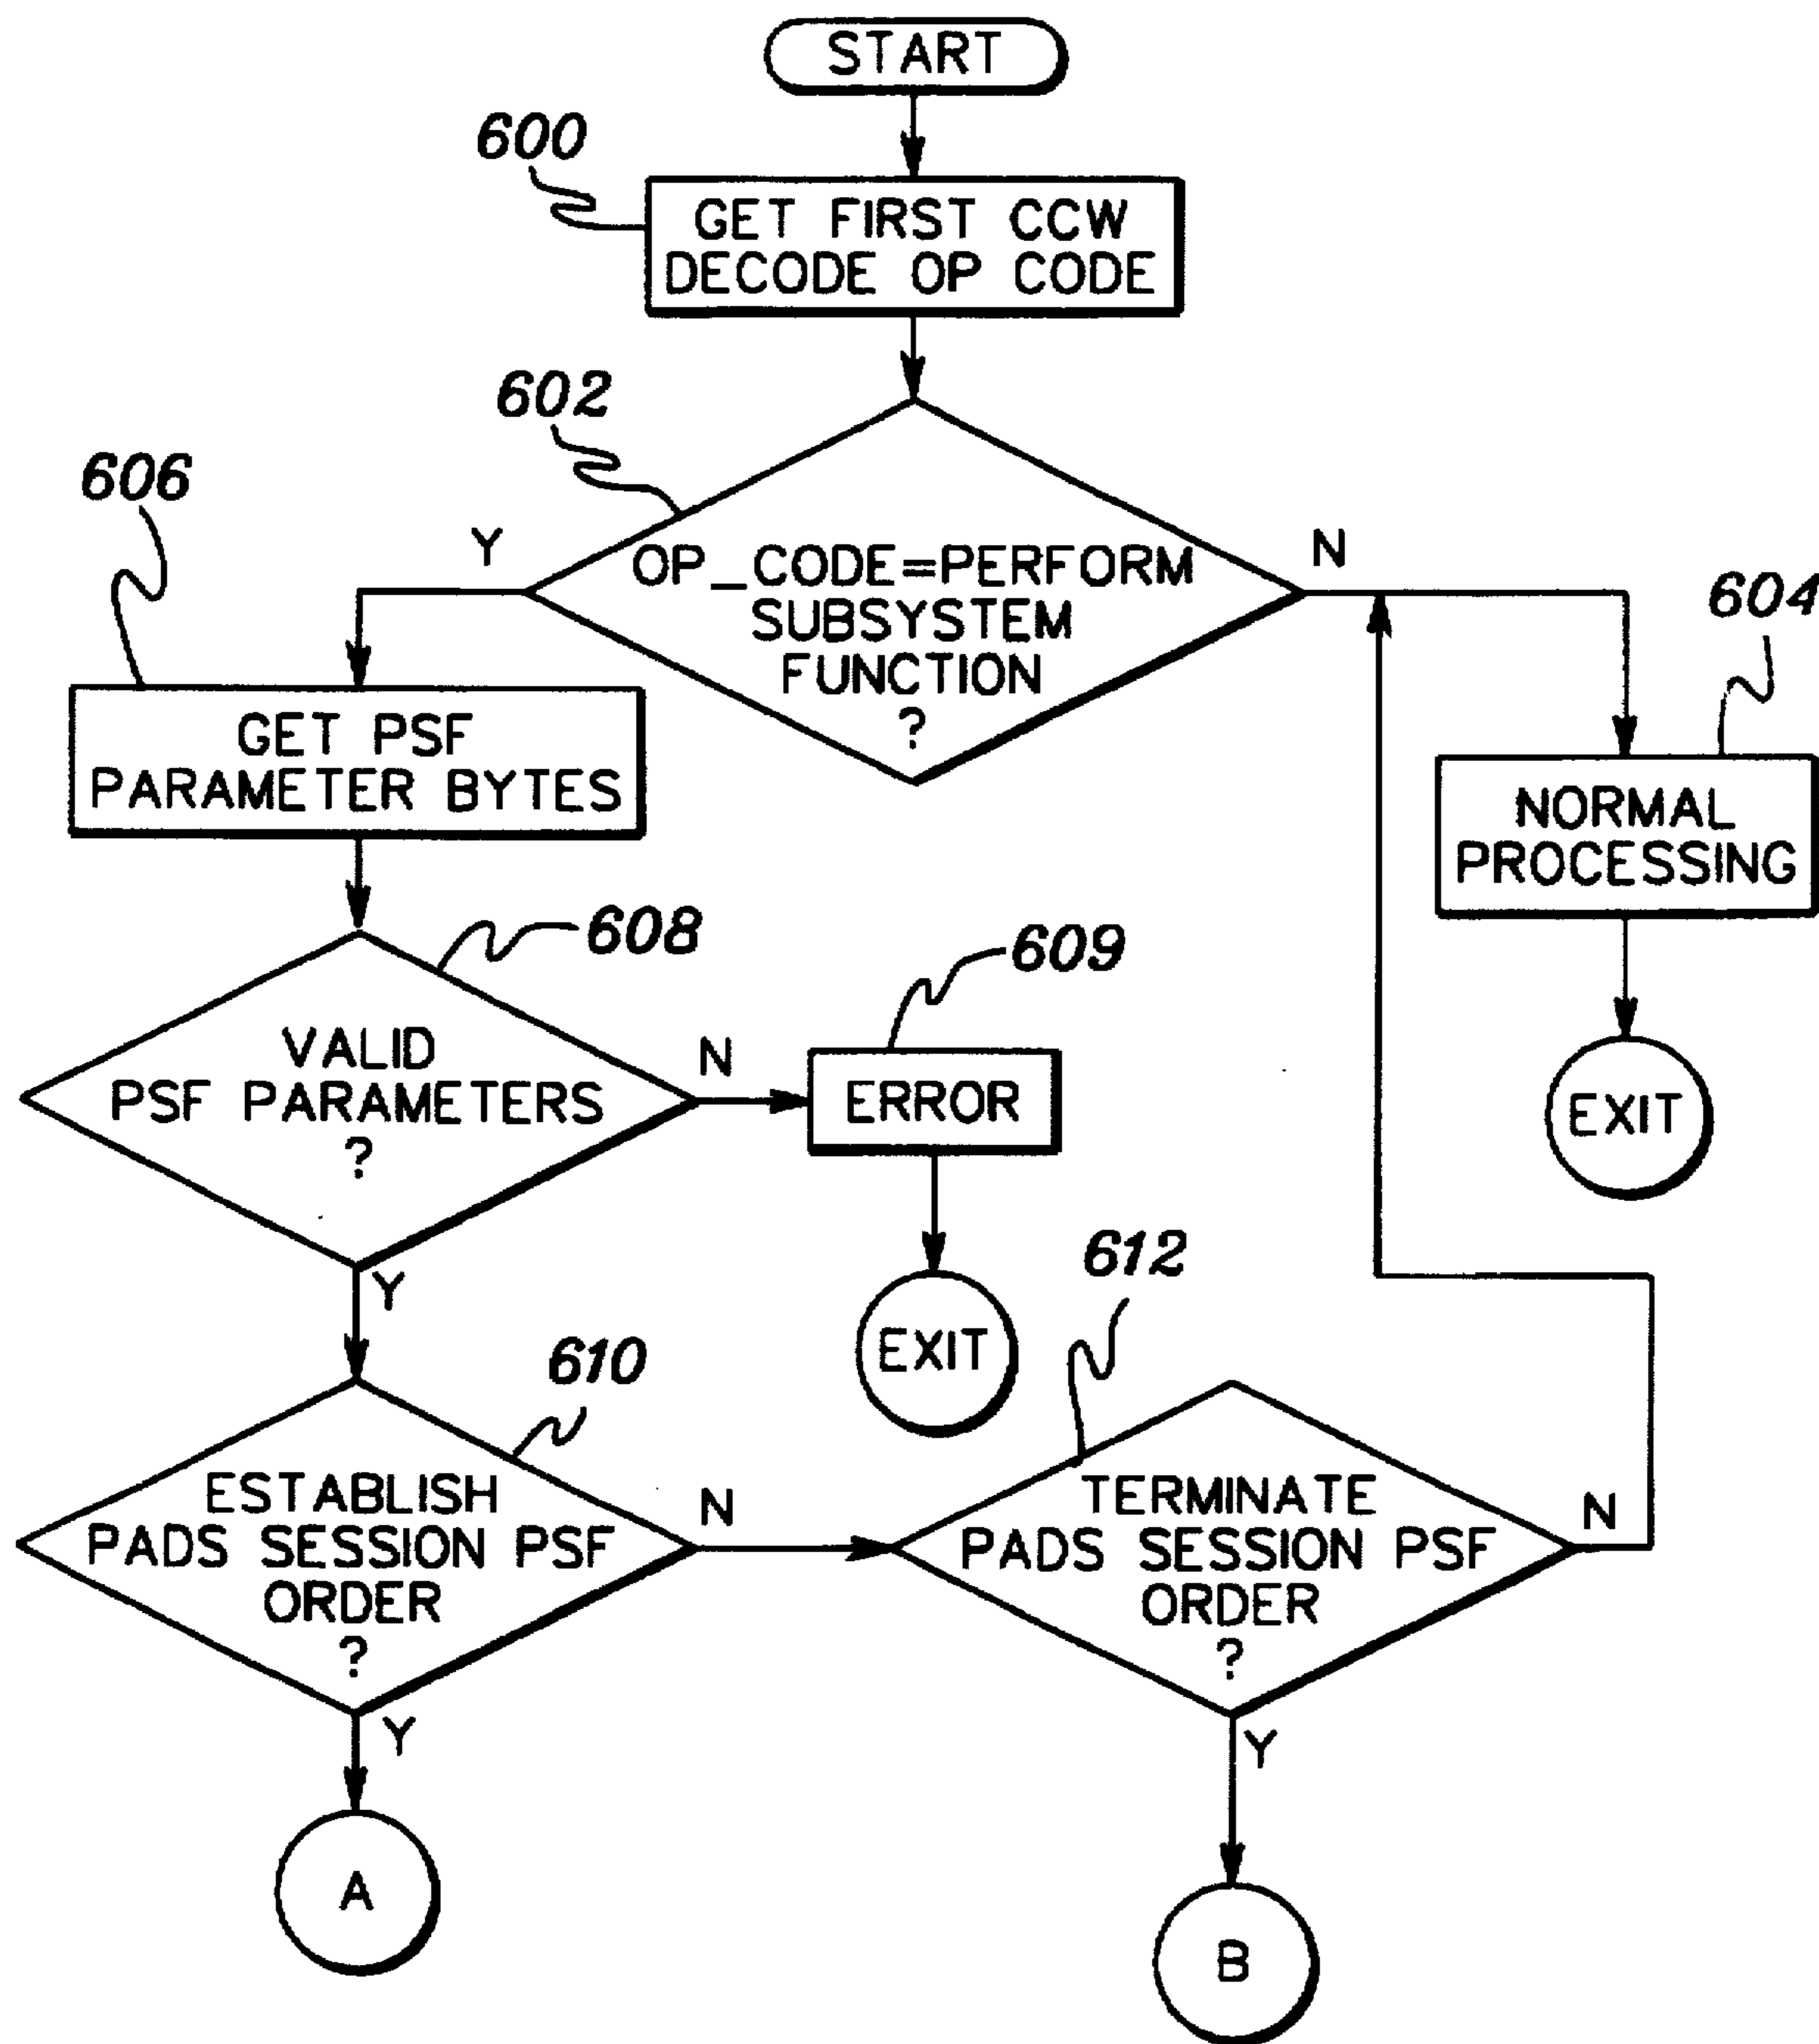 START
600
GET FIRST CCW
DECODE OP CODE
602
606
Y
N
OP_CODE=PERFORM
SUBSYSTEM
FUNCTION
?
604
GET PSF
PARAMETER BYTES
NORMAL
PROCESSING
608
609
VALID
PSF PARAMETERS
?
N
ERROR
EXIT
Y
612
EXIT
610
ESTABLISH
PADS SESSION PSF
ORDER
?
N
TERMINATE
PADS SESSION PSF
ORDER
?
N
Y
Y
A
B